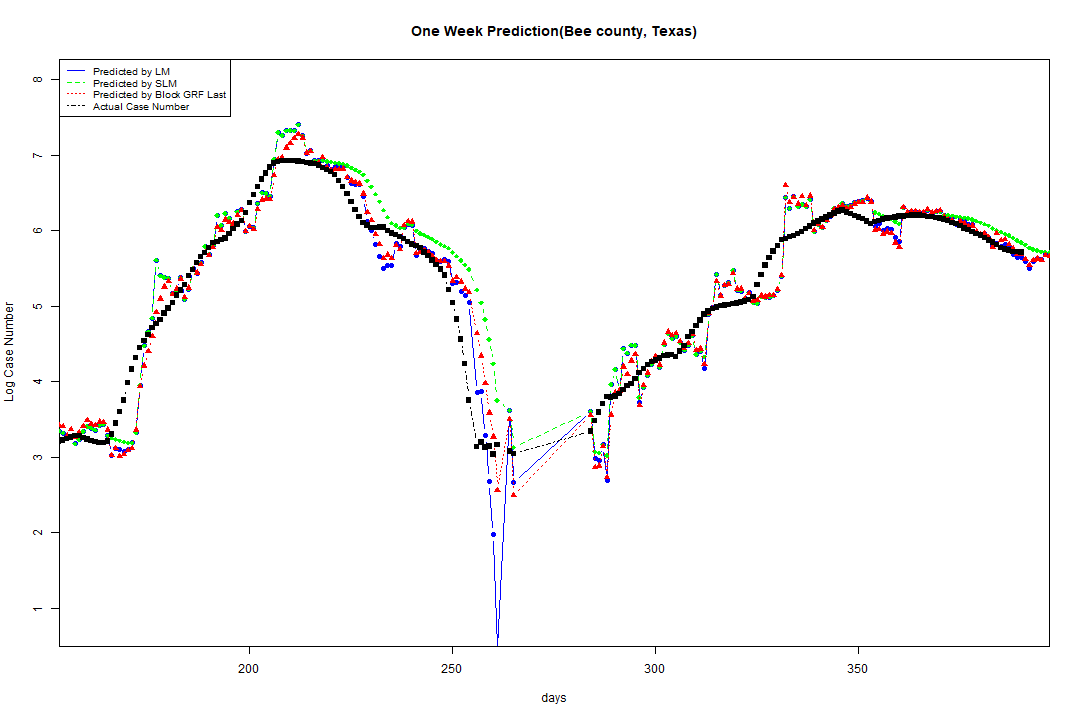 One Week Prediction(Bee county, Texas)
Predicted by LM
Predicted by SLM
Predicted by Block GRF Last
Actual Case Number
Log Case Number
8
7
6
5
4
3
2
1
200 250 300 350
days